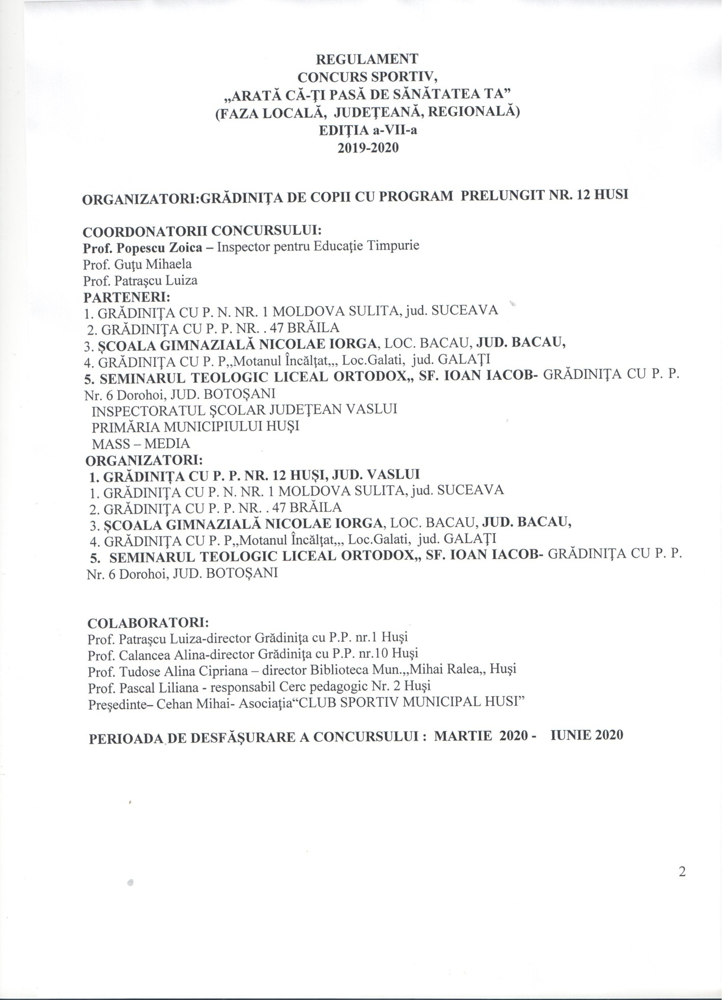 REGULAMENT
CONCURS SPORTIV,
„ARATĂ CĂ-ŢI PASĂ DE SĂNĂTATEA TA”
(FAZA LOCALĂ, JUDEŢEANĂ, REGIONALĂ)
EDIŢIA a-VII-a
2019-2020
ORGANIZATORI:GRĂDINIŢA DE COPII CU PROGRAM PRELUNGIT NR. 12 HUSI
COORDONATORII CONCURSULUI:
Prof. Popescu Zoica – Inspector pentru Educaţie Timpurie
Prof. Guţu Mihaela
Prof. Patraşcu Luiza
PARTENERI:
1. GRĂDINIŢA CU P. N. NR. 1 MOLDOVA SULITA, jud. SUCEAVA
2. GRĂDINIŢA CU P. P. NR. . 47 BRĂILA
3. ŞCOALA GIMNAZIALĂ NICOLAE IORGA, LOC. BACAU, JUD. BACAU,
4. GRĂDINIŢA CU P. P„Motanul Încălţat„, Loc.Galati, jud. GALAŢI
5. SEMINARUL TEOLOGIC LICEAL ORTODOX„ SF. IOAN IACOB- GRĂDINIŢA CU P. P.
Nr. 6 Dorohoi, JUD. BOTOŞANI
INSPECTORATUL ŞCOLAR JUDEŢEAN VASLUI
PRIMĂRIA MUNICIPIULUI HUŞI
MASS – MEDIA
ORGANIZATORI:
1. GRĂDINIȚA CU P. P. NR. 12 HUȘI, JUD. VASLUI
1. GRĂDINIŢA CU P. N. NR. 1 MOLDOVA SULITA, jud. SUCEAVA
2. GRĂDINIŢA CU P. P. NR. . 47 BRĂILA
3. ŞCOALA GIMNAZIALĂ NICOLAE IORGA, LOC. BACAU, JUD. BACAU,
4. GRĂDINIŢA CU P. P„Motanul Încălţat„, Loc.Galati, jud. GALAŢI
5. SEMINARUL TEOLOGIC LICEAL ORTODOX„ SF. IOAN IACOB- GRĂDINIŢA CU P. P.
Nr. 6 Dorohoi, JUD. BOTOŞANI
COLABORATORI:
Prof. Patrașcu Luiza-director Grădiniţa cu P.P. nr.1 Huşi
Prof. Calancea Alina-director Grădiniţa cu P.P. nr.10 Huşi
Prof. Tudose Alina Cipriana – director Biblioteca Mun.„Mihai Ralea„ Huşi
Prof. Pascal Liliana - responsabil Cerc pedagogic Nr. 2 Huşi
Preşedinte– Cehan Mihai- Asociaţia“CLUB SPORTIV MUNICIPAL HUSI”
PERIOADA DE DESFĂŞURARE A CONCURSULUI : MARTIE 2020 - IUNIE 2020
2